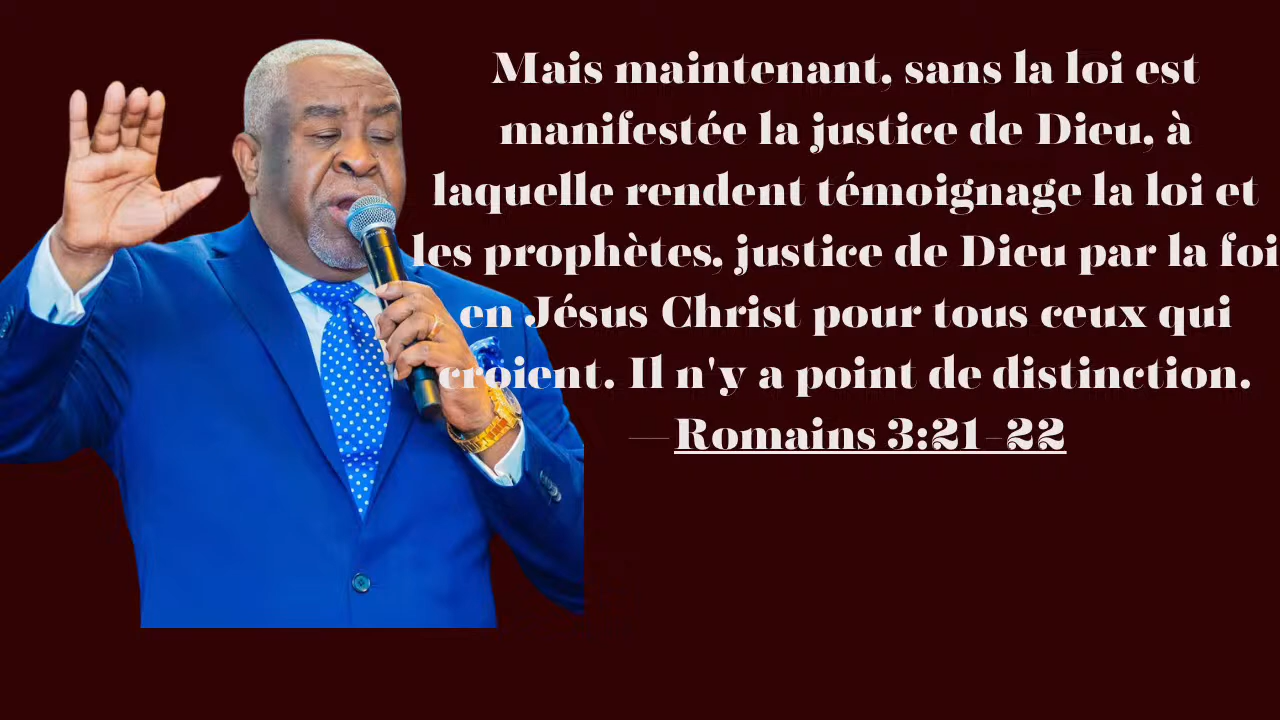 Mais maintenant, sans la loi est
manifestée la justice de Dieu, à
laquelle rendent témoignage la loi et
les prophètes, justice de Dieu par la foi
en Jésus Christ pour tous ceux qui
croient. Il n'y a point de distinction.
— Romains 3:21-22